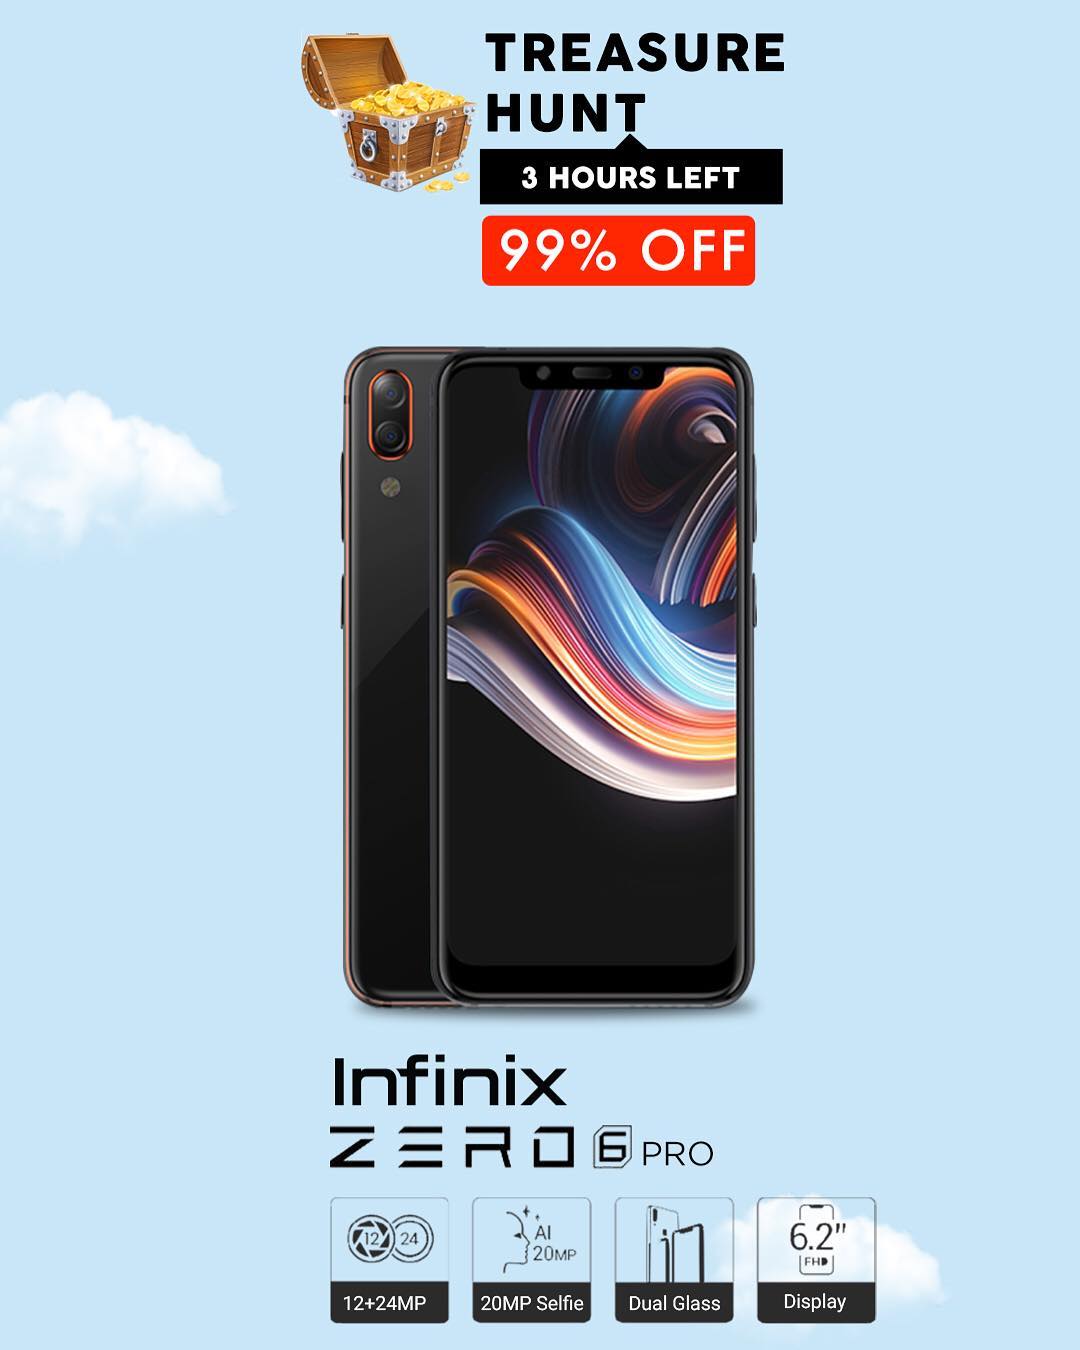 TREASURE
HUNT
3 HOURS LEFT
99% OFF
Infinix
ZERO 6 PRO
12 24
AI
20MP
6.2"
FHD
12+24MP
20MP Selfie
Dual Glass
Display